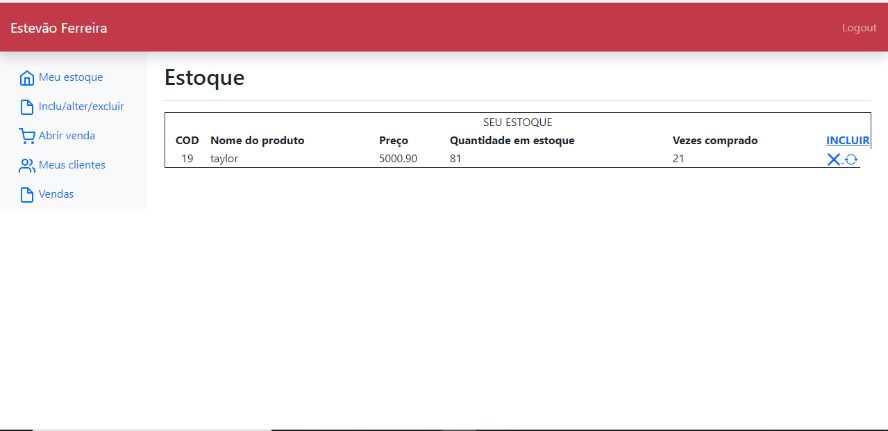 Estevão Ferreira
Logout
Meu estoque
Inclu/alter/excluir
Abrir venda
Meus clientes
Vendas
Estoque
SEU ESTOQUE
COD Nome do produto Preço Quantidade em estoque Vezes comprado INCLUIR
19 taylor 5000.90 81 21